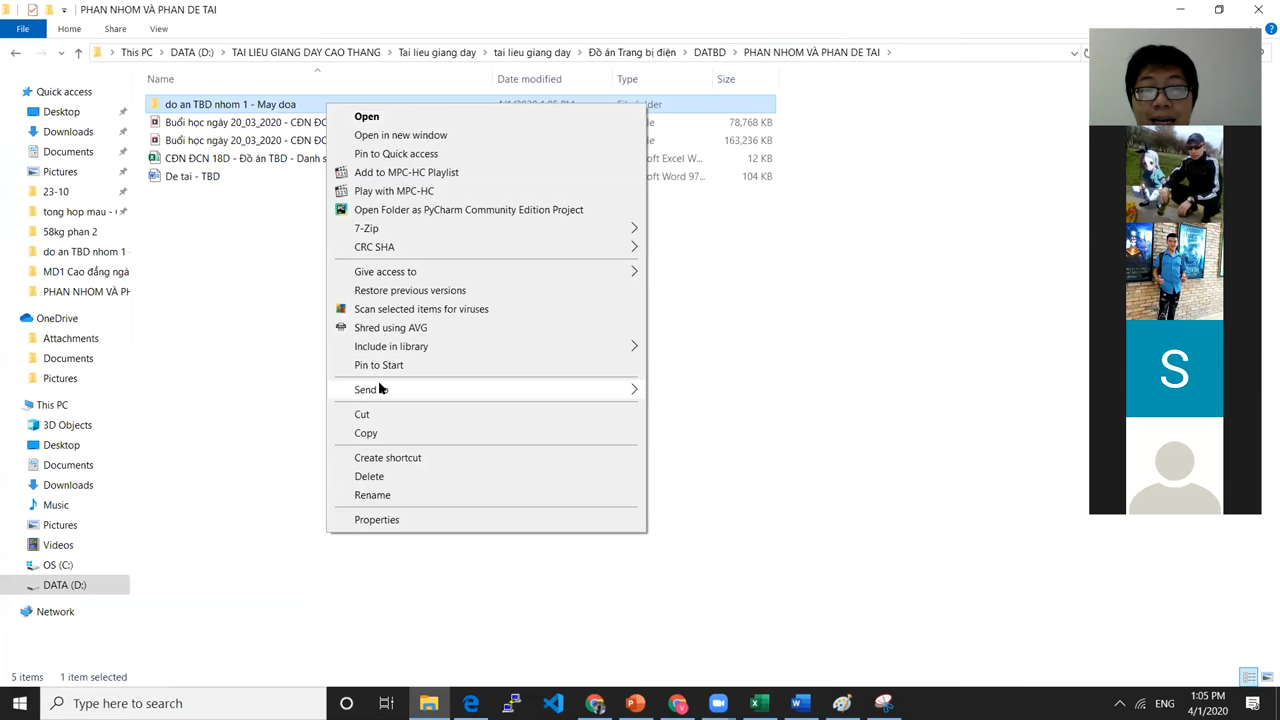 PHAN NHOM VÀ PHAN DE TAI
File
Home
Share
View
This PC
DATA (D:)
TAI LIEU GIANG DAY CAO THANG
Tai lieu giang day
tai lieu giang day
Đồ án Trang bị điện
DATBD
PHAN NHOM VÀ PHAN DE TAI
Name
Date modified
Type
Size
Quick access
Desktop
Downloads
Documents
Pictures
23-10
tong hop mau - 
58kg phan 2
do an TBD nhom 1 -
MD1 Cao đẳng ngà
PHAN NHOM VÀ PH
OneDrive
Attachments
Documents
Pictures
This PC
3D Objects
Desktop
Documents
Downloads
Music
Pictures
Videos
OS (C:)
DATA (D:)
Network
do an TBD nhom 1 - May doa
Buổi học ngày 20_03_2020 - CĐN ĐC
78,768 KB
Buổi học ngày 20_03_2020 - CĐN ĐC
163,236 KB
CĐN ĐCN 18D - Đồ án TBD - Danh s
soft Excel W...
12 KB
De tai - TBD
soft Word 97...
104 KB
Open
Open in new window
Pin to Quick access
Add to MPC-HC Playlist
Play with MPC-HC
Open Folder as PyCharm Community Edition Project
7-Zip
CRC SHA
Give access to
Restore previous versions
Scan selected items for viruses
Shred using AVG
Include in library
Pin to Start
Send
Cut
Copy
Create shortcut
Delete
Rename
Properties
S
5 items
1 item selected
Type here to search
ENG
1:05 PM
4/1/2020